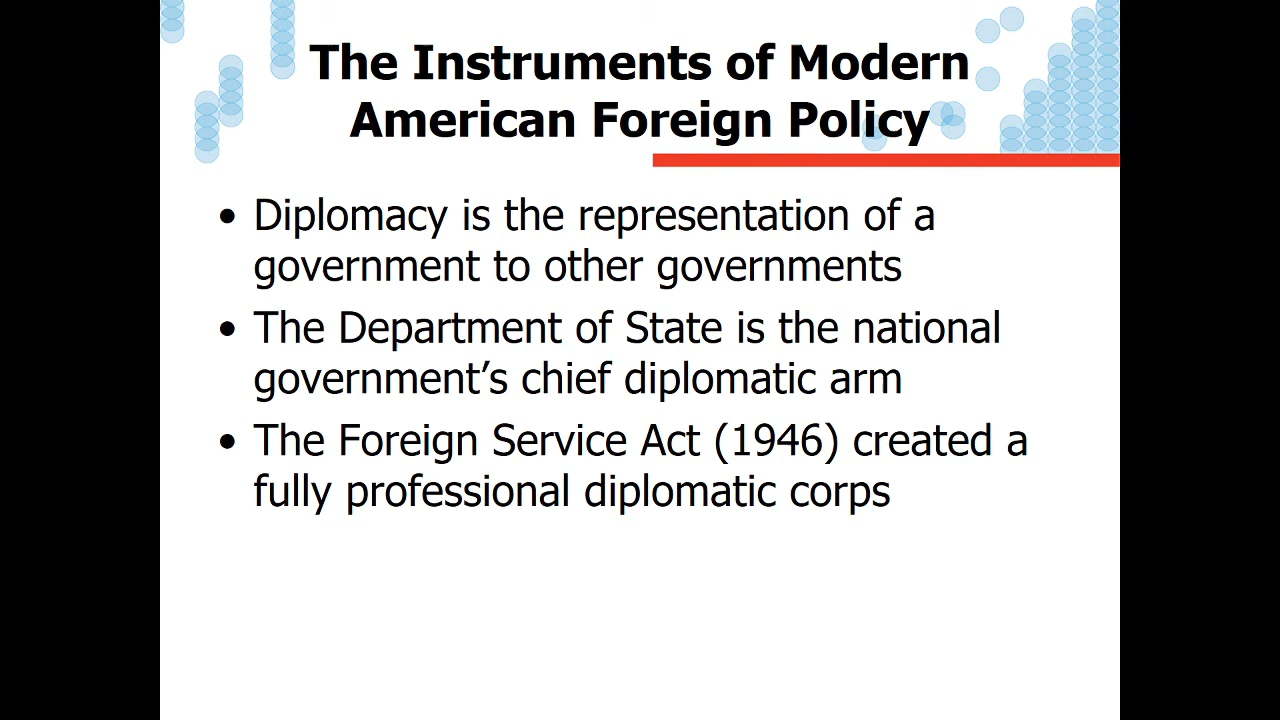 The Instruments of Modern
American Foreign Policy
• Diplomacy is the representation of a
government to other governments
• The Department of State is the national
government’s chief diplomatic arm
• The Foreign Service Act (1946) created a
fully professional diplomatic corps